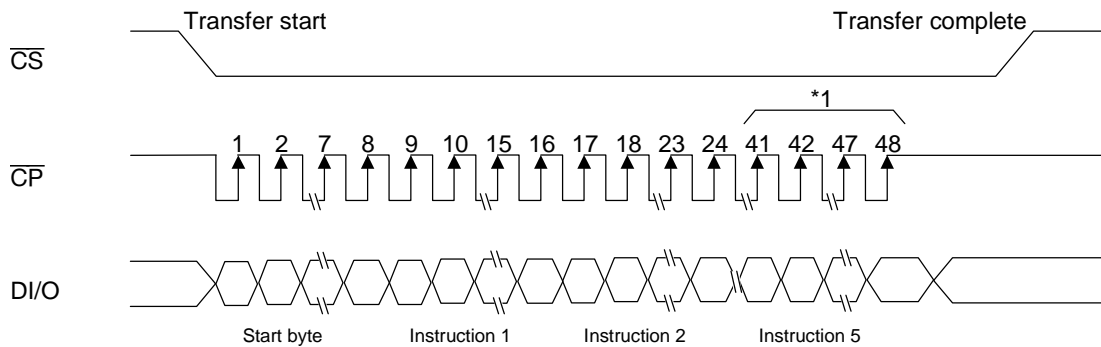 Transfer start Transfer complete
CS
*1
1 2 7 8 9 10 15 16 17 18 23 24 41 42 47 48
CP
DI/O
Start byte Instruction 1 Instruction 2 Instruction 5